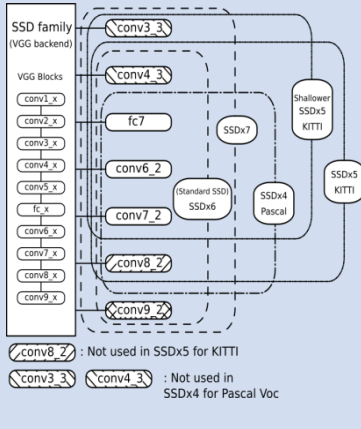 SSD family
(VGG backend)
VGG Blocks
conv1_x
conv2_x
conv3_x
conv4_x
conv5_x
fc_x
conv6_x
conv7_x
conv8_x
conv9_x
conv3_3
conv4_3
fc7
conv6_2
conv7_2
conv8_2
conv9_2
(Standard SSD)
SSDx6
SSDx7
SSDx4
Pascal
Shallower
SSDx5
KITTI
SSDx5
KITTI
conv8_2 : Not used in SSDx5 for KITTI
conv3_3 conv4_3 : Not used in
SSDx4 for Pascal Voc